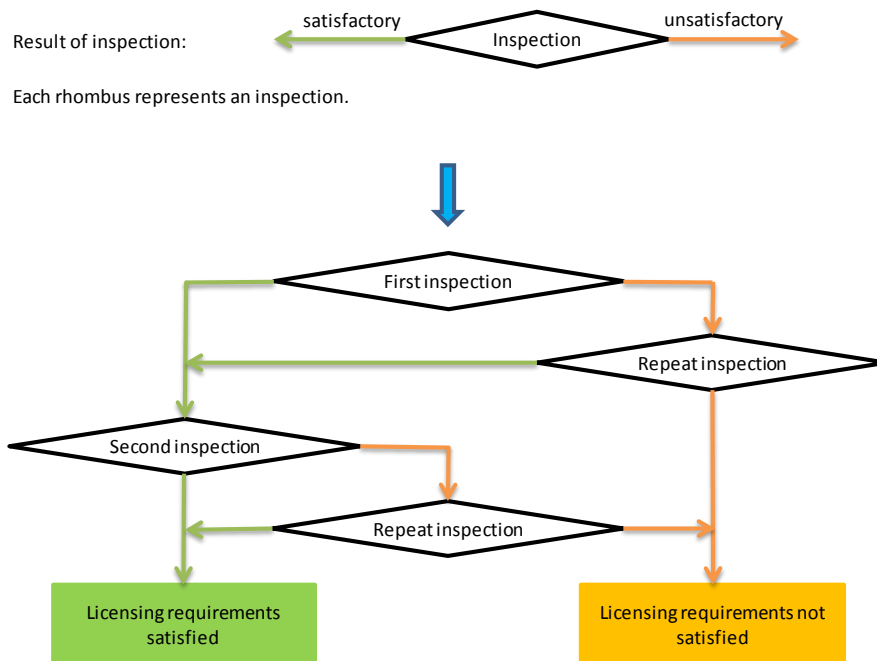 satisfactory
unsatisfactory
Result of inspection:
Inspection
Each rhombus represents an inspection.
First inspection
Repeat inspection
Second inspection
Repeat inspection
Licensing requirements
satisfied
Licensing requirements not
satisfied